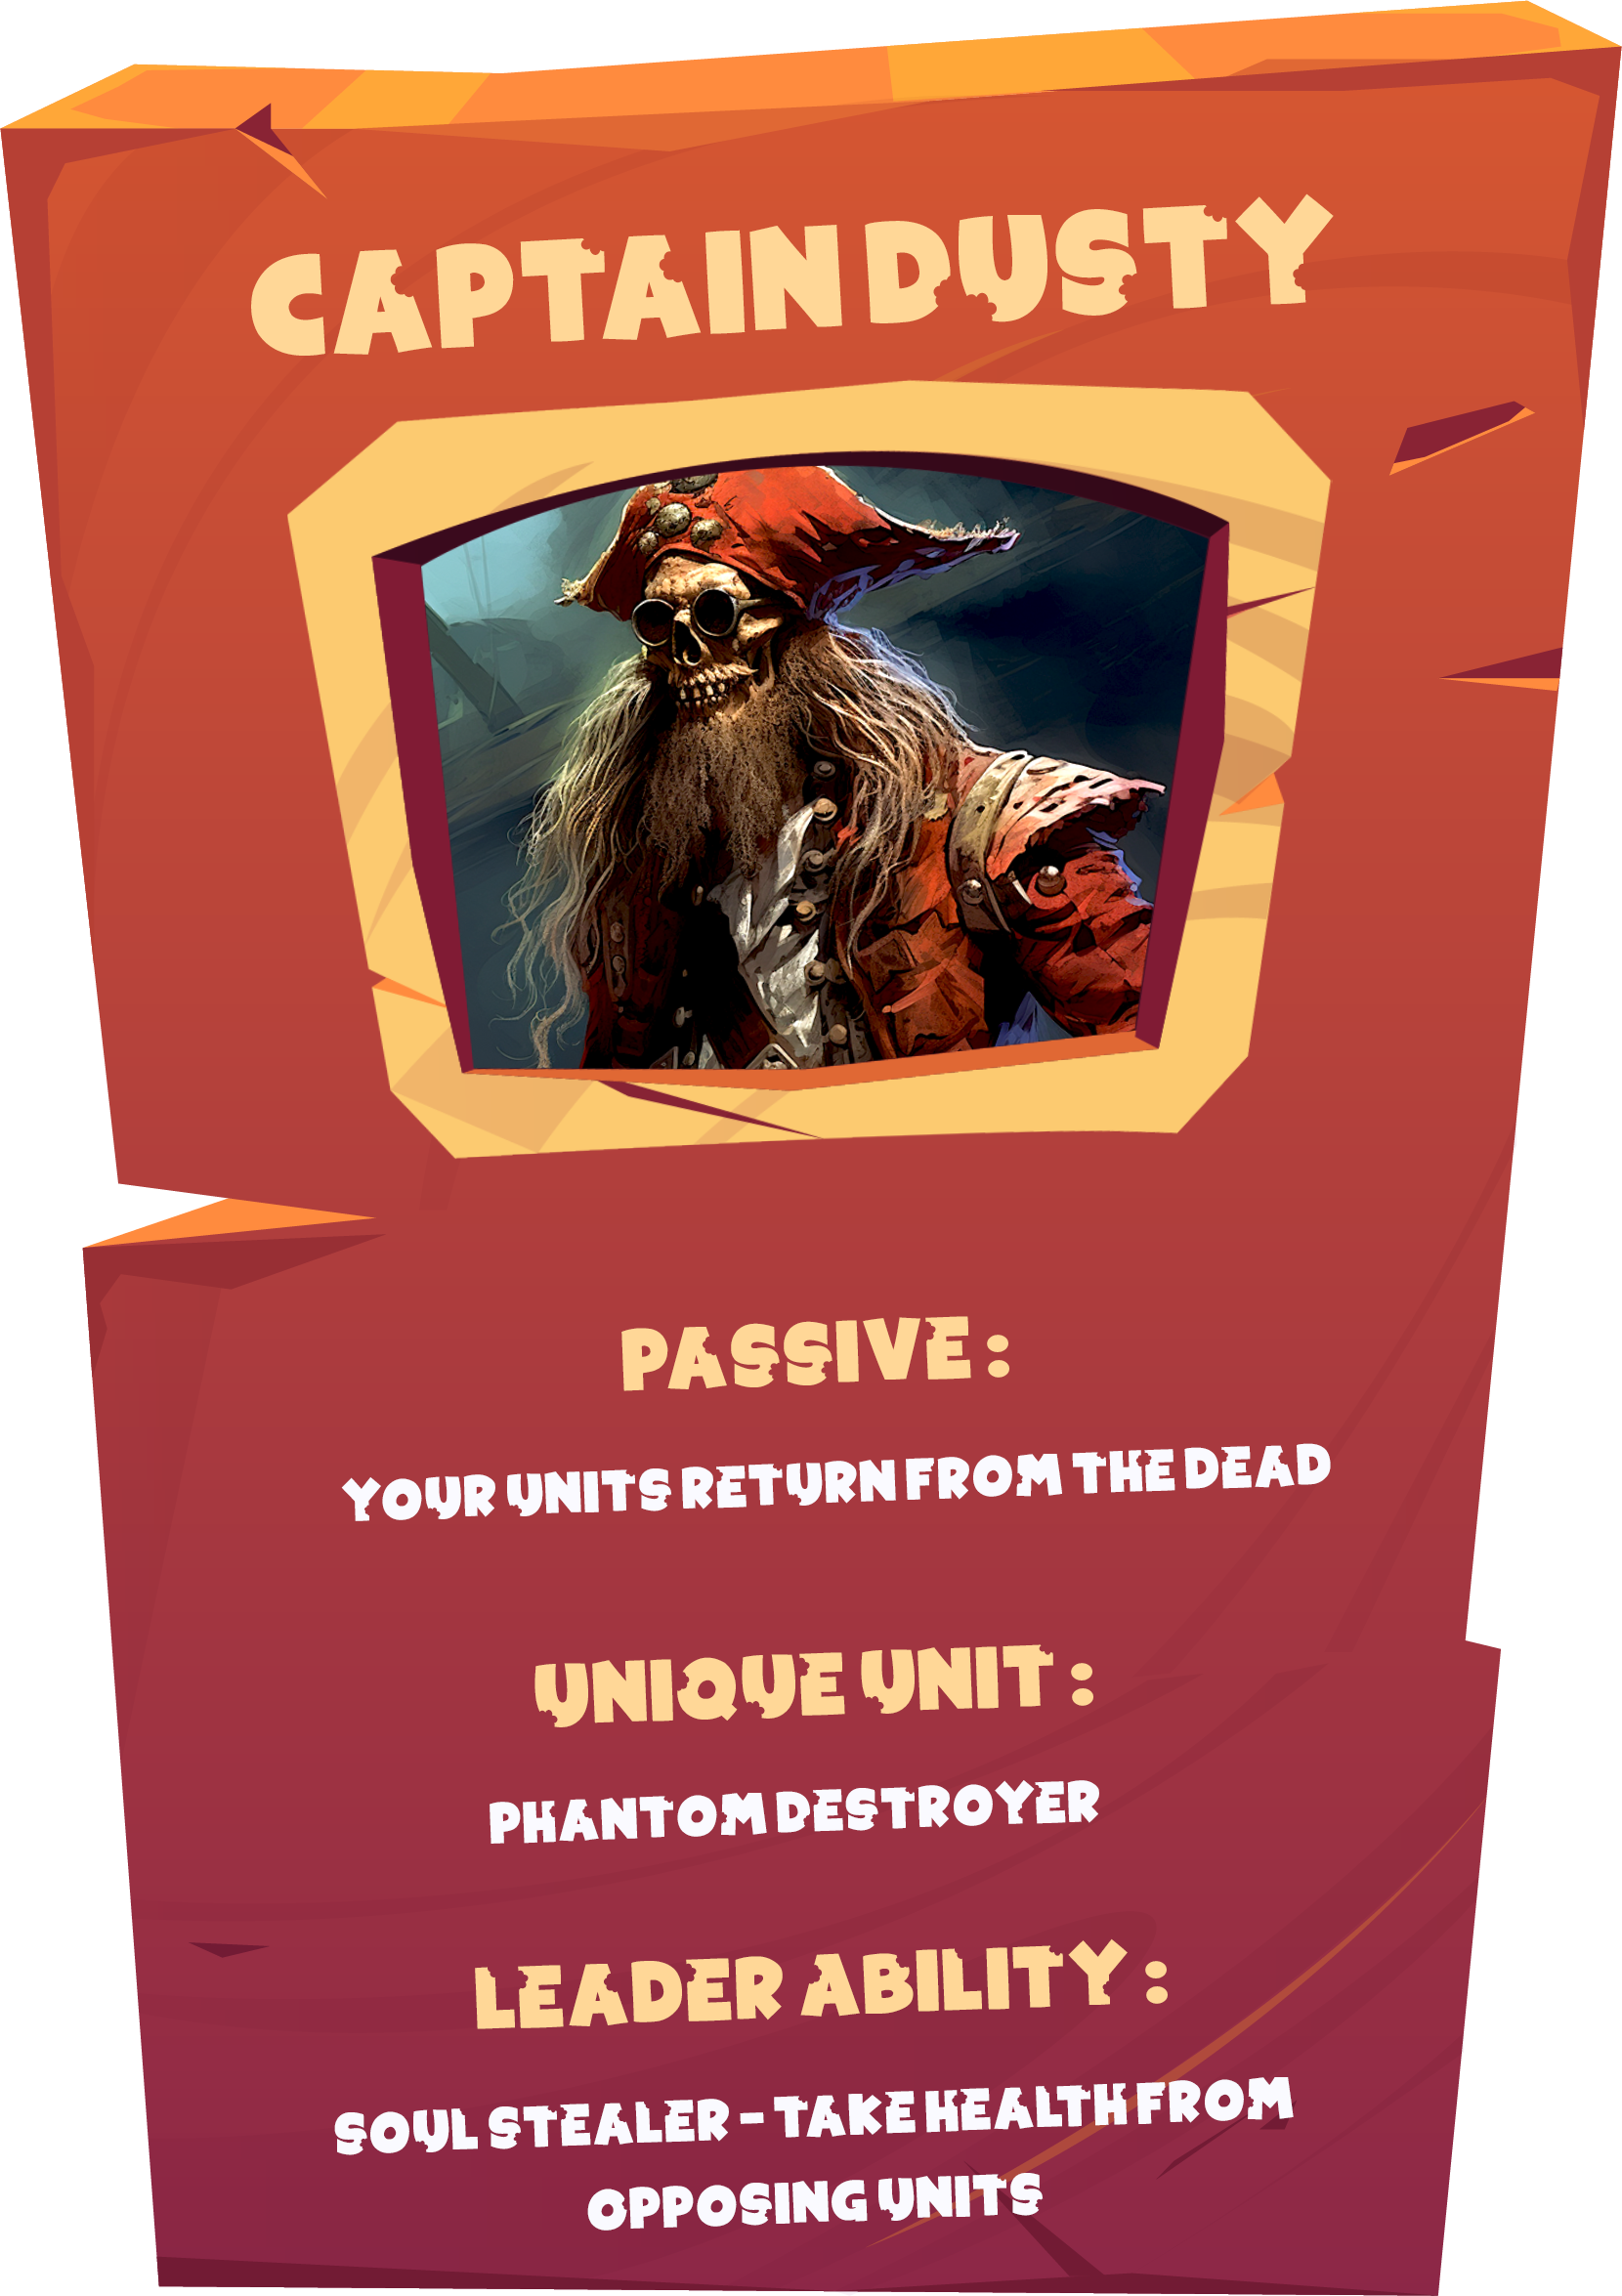 CAPTAIN DUSTY
PASSIVE :
YOUR UNITS RETURN FROM THE DEAD
UNIQUE UNIT :
PHANTOM DESTROYER
LEADER ABILITY :
SOUL STEALER - TAKE HEALTH FROM
OPPOSING UNITS